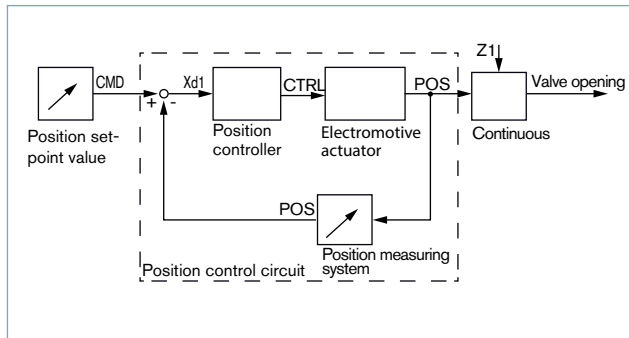 Z1
CMD
+
-
Xd1
CTRL
POS
Valve opening
Position set-
point value
Position
controller
Electromotive
actuator
Continuous
POS
Position measuring
system
Position control circuit